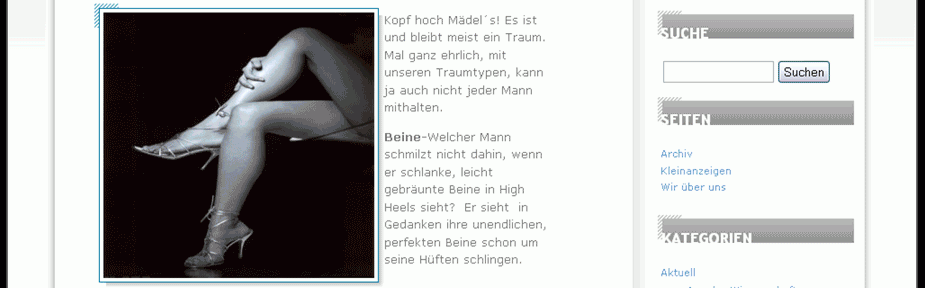 Kopf hoch Mädel´s! Es ist
und bleibt meist ein Traum.
Mal ganz ehrlich, mit
unseren Traumtypen, kann
ja auch nicht jeder Mann
mithalten.
Beine-Welcher Mann
schmilzt nicht dahin, wenn
er schlanke, leicht
gebräunte Beine in High
Heels sieht?  Er sieht  in
Gedanken ihre unendlichen,
perfekten Beine schon um
seine Hüften schlingen.
SUCHE
Suchen
SEITEN
Archiv
Kleinanzeigen
Wir über uns
KATEGORIEN
Aktuell